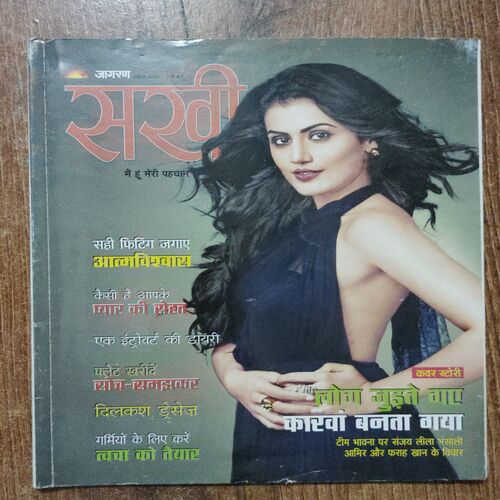 जागरण
सखी
मैं हूं मेरी पहचान
सही फिटिंग जगाए
आत्मविश्वास
कैसी है आपके
प्यार की सेहत
एक इंट्रोवर्ट की डायरी
फ्लैट खरीदें
सोच-समझकर
दिलकश ड्रेसेज
गर्मियों के लिए करें
त्वचा को तैयार
कवर स्टोरी
लोग जुड़ते गए
कारवां बनता गया
टीम भावना पर संजय लीला भंसाली
आमिर और फराह खान के विचार